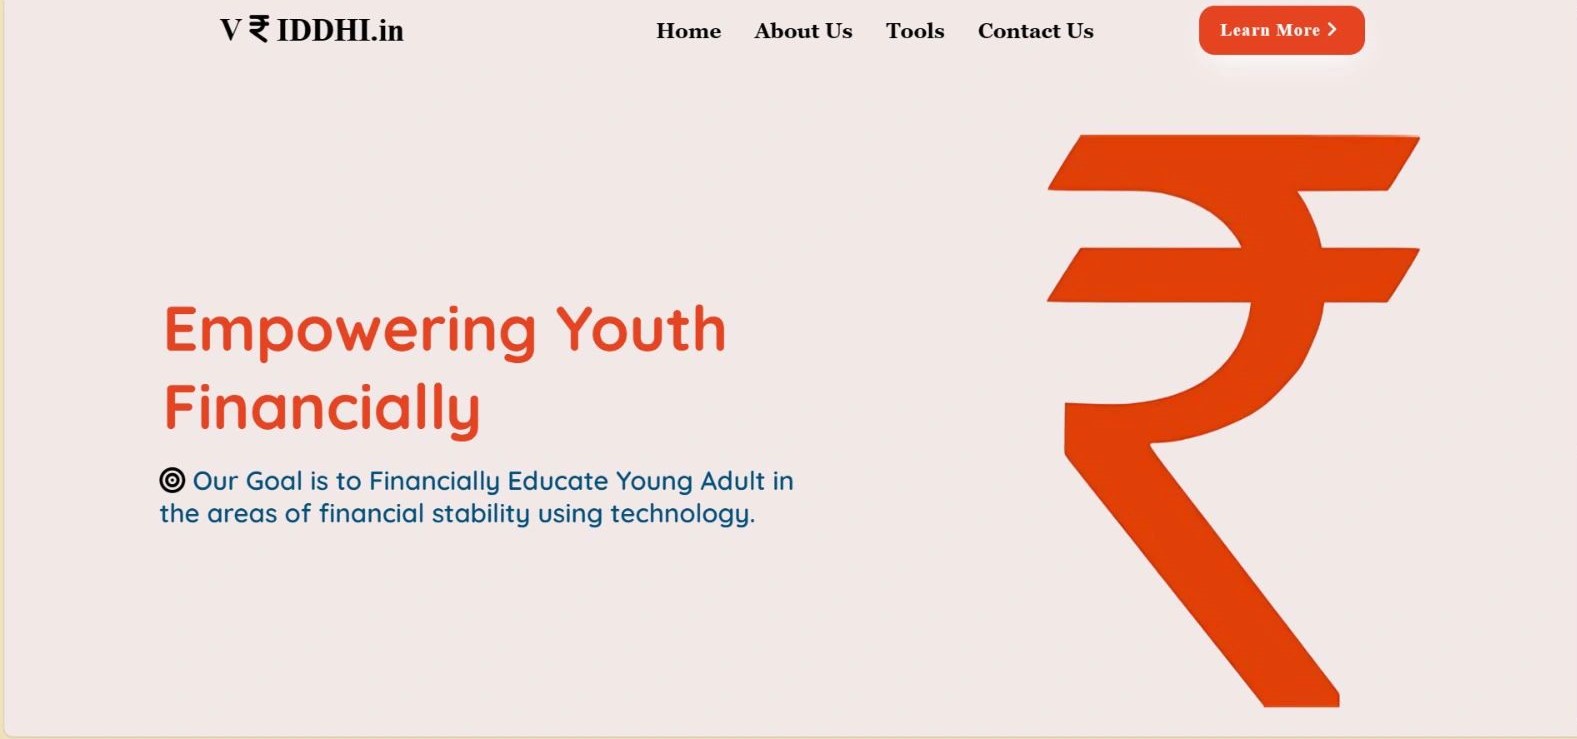 V ₹ IDDHI.in
Home
About Us
Tools
Contact Us
Learn More
₹
Empowering Youth
Financially
Our Goal is to Financially Educate Young Adult in
the areas of financial stability using technology.